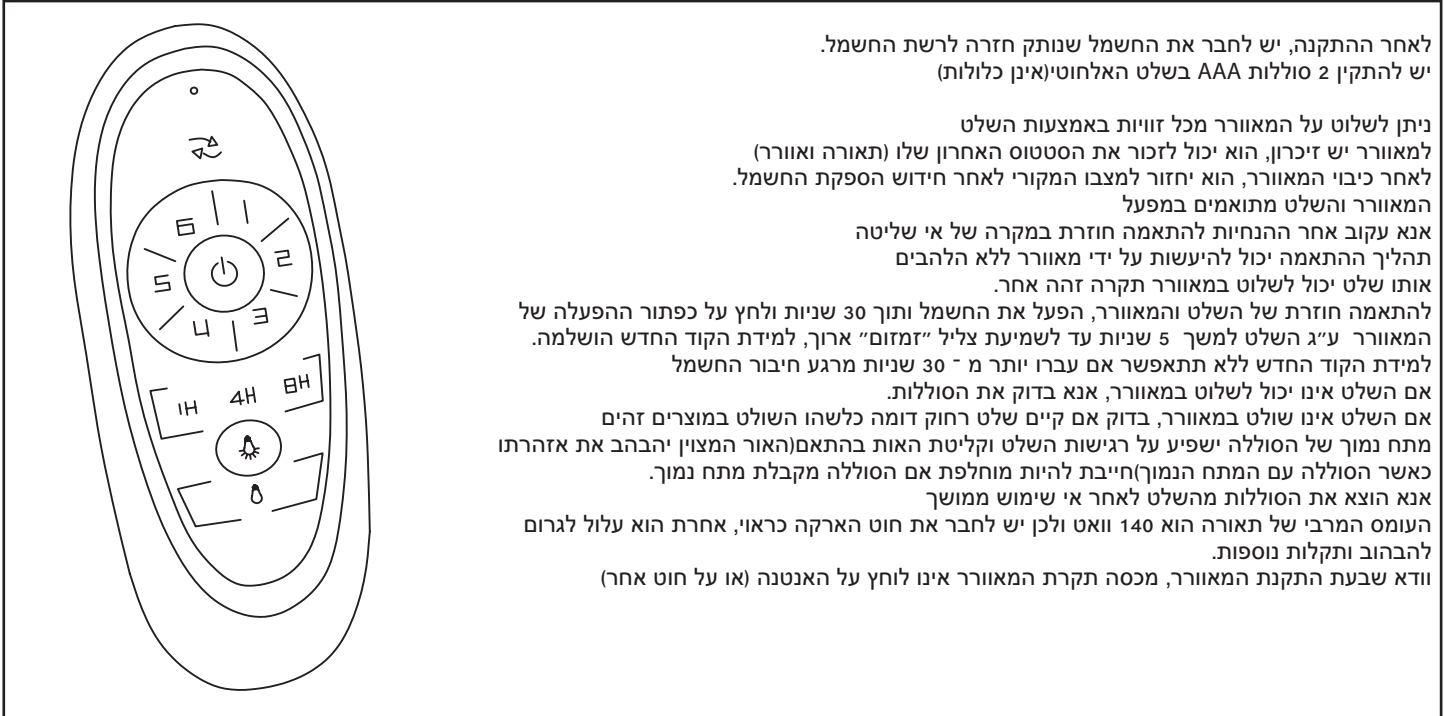 לאחר ההתקנה, יש לחבר את החשמל שנותק חזרה לרשת החשמל.
יש להתקין 2 סוללות AAA בשלט האלחוטי(אינן כלולות)
ניתן לשלוט על המאוורר מכל זוויות באמצעות השלט
למאוורר יש זיכרון, הוא יכול לזכור את הסטטוס האחרון שלו (תאורה ואוורר)
לאחר כיבוי המאוורר, הוא יחזור למצבו המקורי לאחר חידוש הספקת החשמל.
המאוורר והשלט מתואמים במפעל
אנא עקוב אחר ההנחיות להתאמה חוזרת במקרה של אי שליטה
תהליך ההתאמה יכול להיעשות על ידי מאוורר ללא הלהבים
אותו שלט יכול לשלוט במאוורר תקרה זהה אחר.
להתאמה חוזרת של השלט והמאוורר, הפעל את החשמל ותוך 30 שניות ולחץ על כפתור ההפעלה של
המאוורר ע״ג השלט למשך 5 שניות עד לשמיעת צליל ״זמזום״ ארוך, למידת הקוד החדש הושלמה.
למידת הקוד החדש ללא תתאפשר אם עברו יותר מ - 30 שניות מרגע חיבור החשמל
אם השלט אינו יכול לשלוט במאוורר, אנא בדוק את הסוללות.
אם השלט אינו שולט במאוורר, בדוק אם קיים שלט רחוק דומה כלשהו השולט במוצרים זהים
מתח נמוך של הסוללה ישפיע על רגישות השלט וקליטת האות בהתאם(האור המצוין יהבהב את אזהרתו
כאשר הסוללה עם המתח הנמוך)חייבת להיות מוחלפת אם הסוללה מקבלת מתח נמוך.
אנא הוצא את הסוללות מהשלט לאחר אי שימוש ממושך
העומס המרבי של תאורה הוא 140 וואט ולכן יש לחבר את חוט הארקה כראוי, אחרת הוא עלול לגרום
להבהוב ותקלות נוספות.
וודא שבעת התקנת המאוורר, מכסה תקרת המאוורר אינו לוחץ על האנטנה (או על חוט אחר)
1
2
3
4
5
6
1H 4H 8H